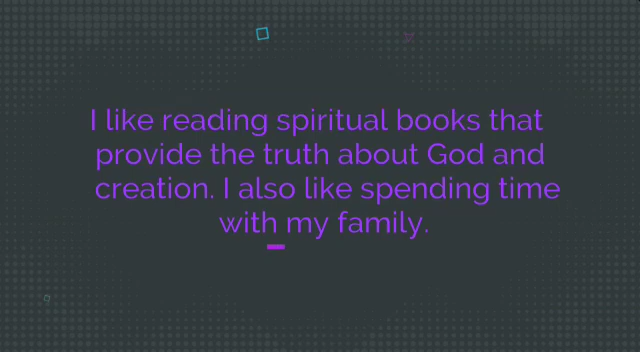 I like reading spiritual books that
provide the truth about God and
creation. I also like spending time
with my family.